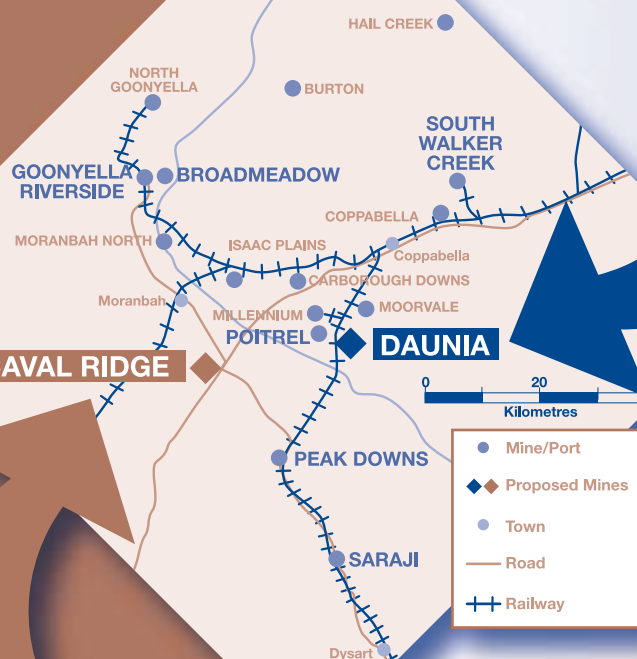 HAIL CREEK
NORTH
GOONYELLA
BURTON
SOUTH
WALKER
CREEK
GOONYELLA
RIVERSIDE
BROADMEADOW
COPPABELLA
MORANBAH NORTH
ISAAC PLAINS
Coppabella
CARBOROUGH DOWNS
Moranbah
MILLENNIUM
MOORVALE
POITREL
DAUNIA
AVAL RIDGE
0 20
Kilometres
Mine/Port
PEAK DOWNS
Proposed Mines
Town
SARAJI
Road
Railway
Dysart